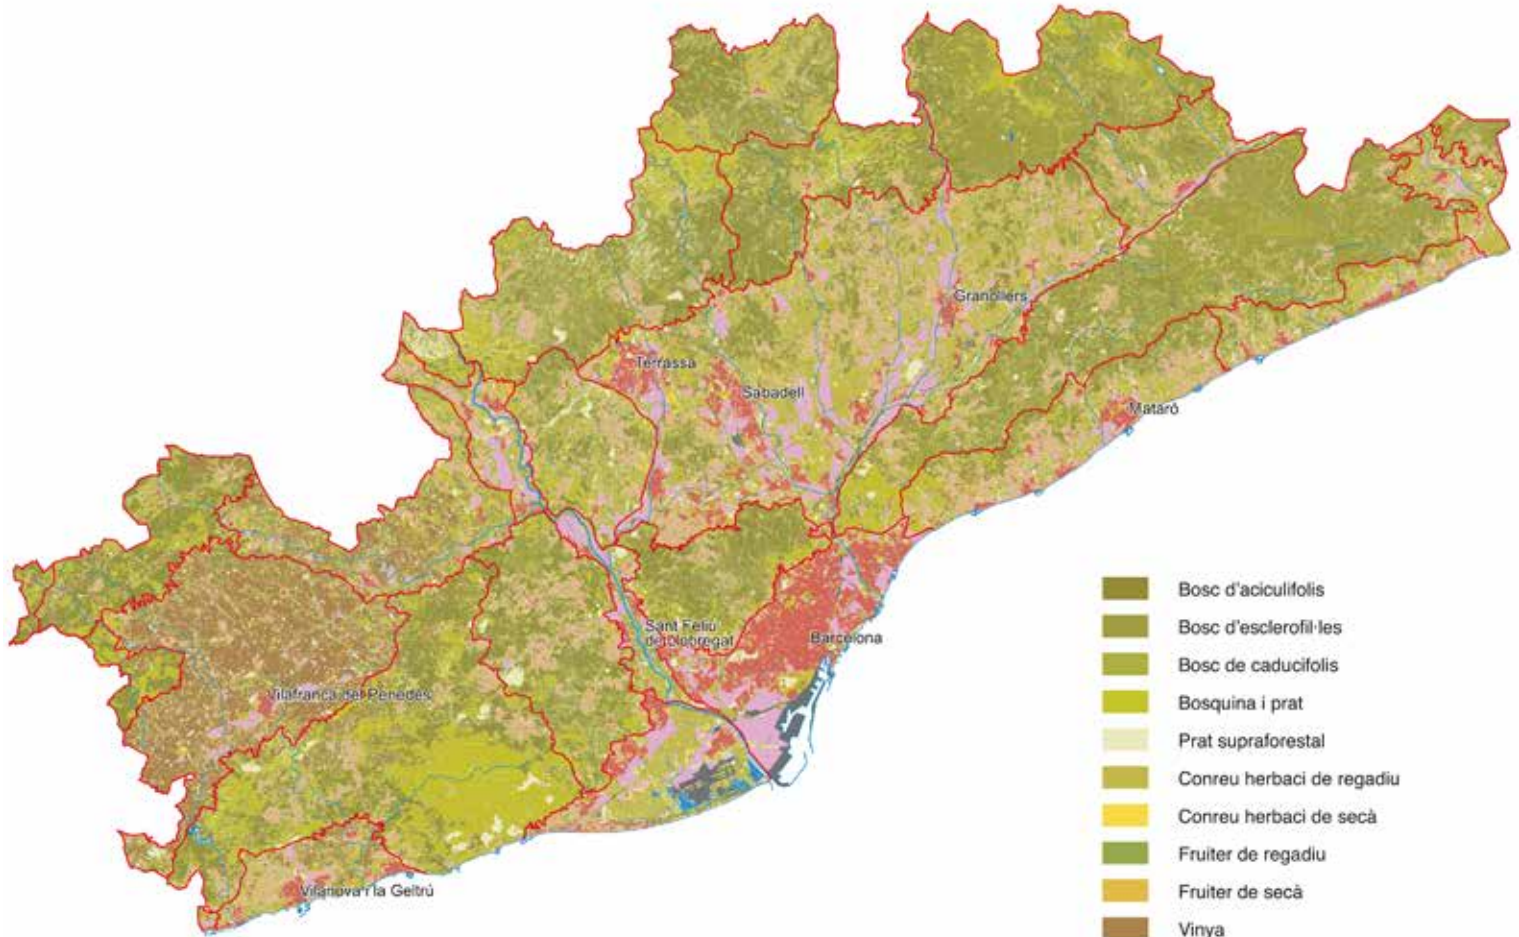 Granollers
Terrassa
Sabadell
Mataró
Sant Feliu
de Llobregat
Barcelona
Vilafranca del Penedès
Vilanova i la Geltrú
Bosc d'aciculifolis
Bosc d'esclerofil·les
Bosc de caducifolis
Bosquina i prat
Prat supraforestal
Conreu herbaci de regadiu
Conreu herbaci de secà
Fruiter de regadiu
Fruiter de secà
Vinya